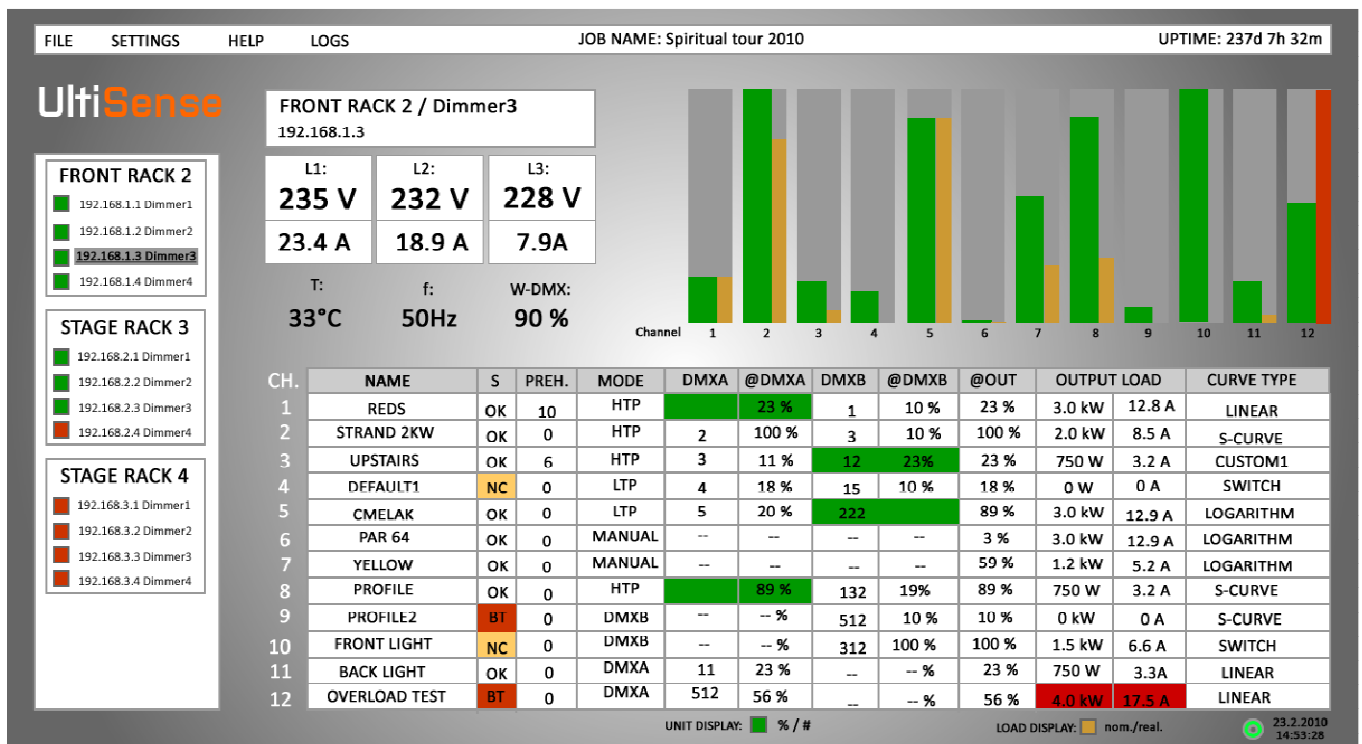 FILE SETTINGS HELP LOGS JOB NAME: Spiritual tour 2010 UPTIME: 237d 7h 32m
UltiSense
FRONT RACK 2
192.168.1.1 Dimmer1
192.168.1.2 Dimmer2
192.168.1.3 Dimmer3
192.168.1.4 Dimmer4
STAGE RACK 3
192.168.2.1 Dimmer1
192.168.2.2 Dimmer2
192.168.2.3 Dimmer3
192.168.2.4 Dimmer4
STAGE RACK 4
192.168.3.1 Dimmer1
192.168.3.2 Dimmer2
192.168.3.3 Dimmer3
192.168.3.4 Dimmer4
FRONT RACK 2 / Dimmer3
192.168.1.3
L1: L2: L3:
235 V 232 V 228 V
23.4 A 18.9 A 7.9A
T: f: W-DMX:
33°C 50Hz 90 %
Channel 1 2 3 4 5 6 7 8 9 10 11 12
CH. NAME S PREH. MODE DMXA @DMXA DMXB @DMXB @OUT OUTPUT LOAD CURVE TYPE
1 REDS OK 10 HTP 23 % 1 10 % 23 % 3.0 kW 12.8 A LINEAR
2 STRAND 2KW OK 0 HTP 2 100 % 3 10 % 100 % 2.0 kW 8.5 A S-CURVE
3 UPSTAIRS OK 6 HTP 3 11 % 12 23% 23 % 750 W 3.2 A CUSTOM1
4 DEFAULT1 NC 0 LTP 4 18 % 15 10 % 18 % 0 W 0 A SWITCH
5 CMELAK OK 0 LTP 5 20 % 222 89 % 3.0 kW 12.9 A LOGARITHM
6 PAR 64 OK 0 MANUAL -- -- -- -- 3 % 3.0 kW 12.9 A LOGARITHM
7 YELLOW OK 0 MANUAL -- -- -- -- 59 % 1.2 kW 5.2 A LOGARITHM
8 PROFILE OK 0 HTP 89 % 132 19% 89 % 750 W 3.2 A S-CURVE
9 PROFILE2 BT 0 DMXB -- -- % 512 10 % 10 % 0 kW 0 A S-CURVE
10 FRONT LIGHT NC 0 DMXB -- -- % 312 100 % 100 % 1.5 kW 6.6 A SWITCH
11 BACK LIGHT OK 0 DMXA 11 23 % -- -- % 23 % 750 W 3.3A LINEAR
12 OVERLOAD TEST BT 0 DMXA 512 56 % -- -- % 56 % 4.0 kW 17.5 A LINEAR
UNIT DISPLAY: % / # LOAD DISPLAY: nom./real. 23.2.2010
14:53:28